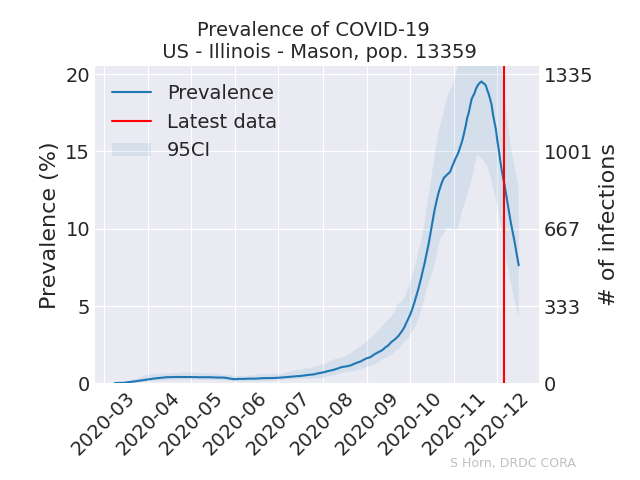 Prevalence of COVID-19
US - Illinois - Mason, pop. 13359
20
15
10
5
0
Prevalence (%)
Prevalence
Latest data
95CI
1335
1001
667
333
0
# of infections
2020-03
2020-04
2020-05
2020-06
2020-07
2020-08
2020-09
2020-10
2020-11
2020-12
S Horn, DRDC CORA